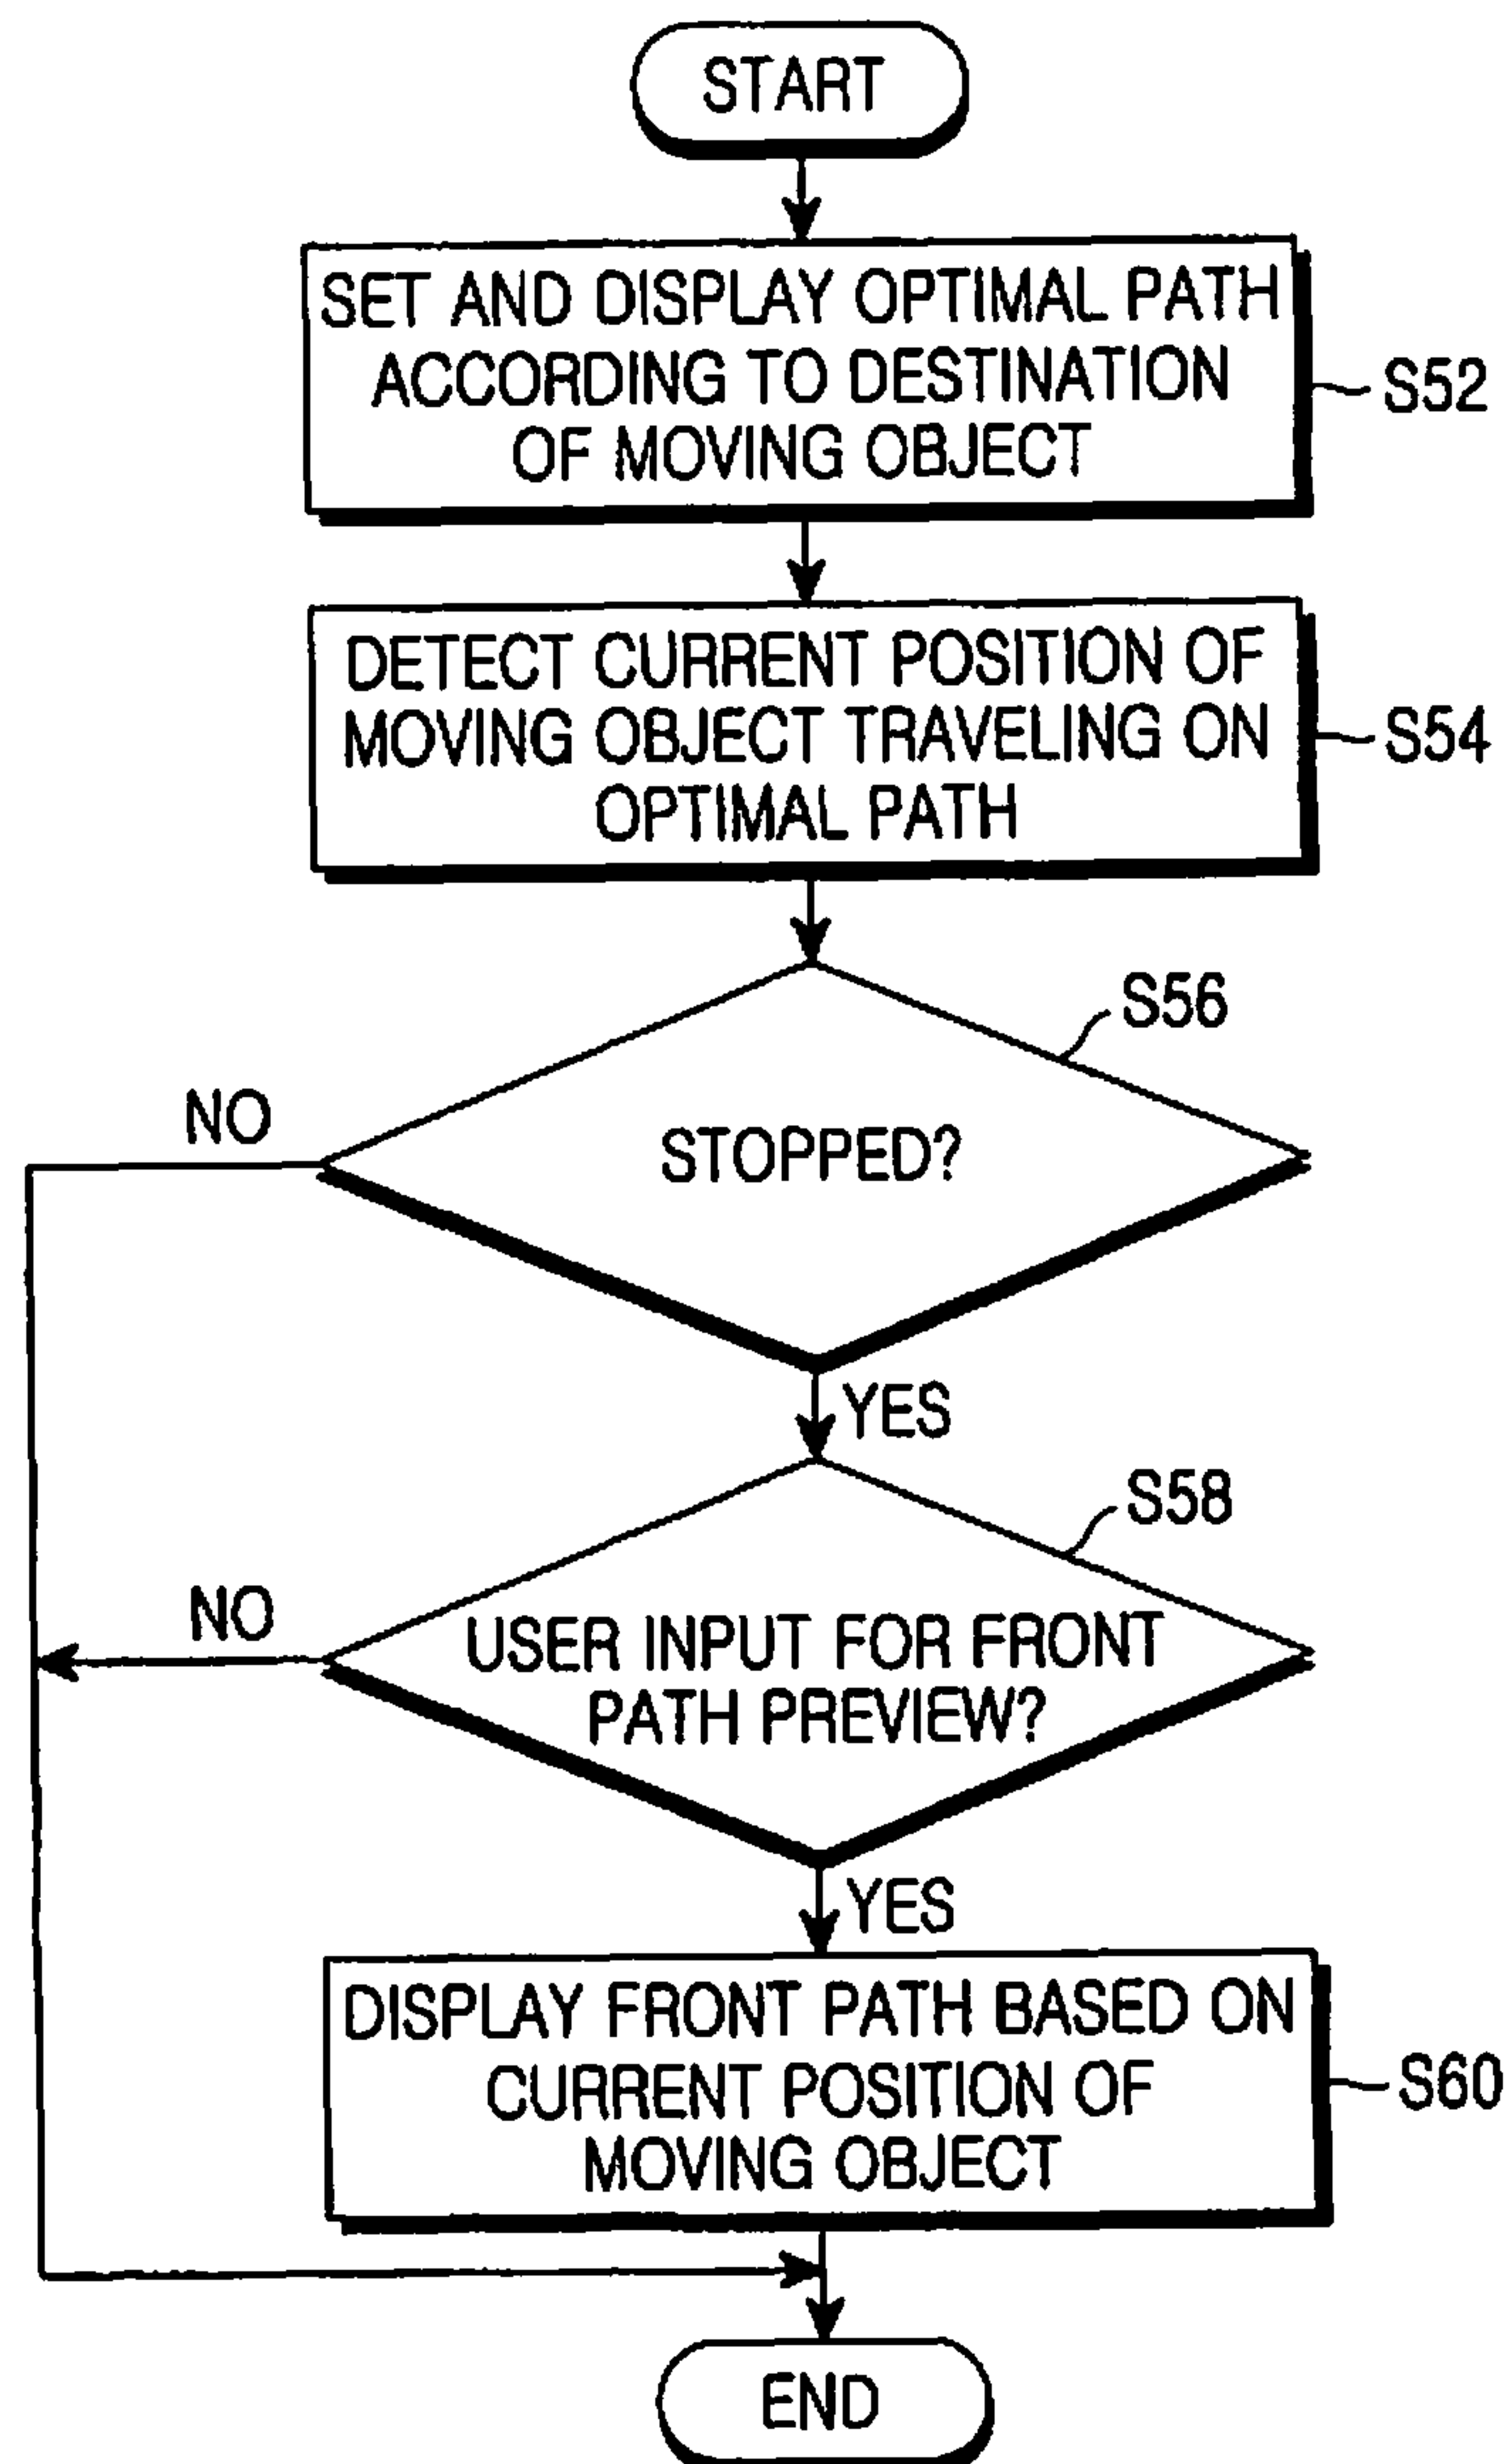 START
SET AND DISPLAY OPTIMAL PATH
ACCORDING TO DESTINATION
OF MOVING OBJECT
S52
DETECT CURRENT POSITION OF
MOVING OBJECT TRAVELING ON
OPTIMAL PATH
S54
S56
NO
STOPPED?
YES
S58
NO
USER INPUT FOR FRONT
PATH PREVIEW?
YES
DISPLAY FRONT PATH BASED ON
CURRENT POSITION OF
MOVING OBJECT
S60
END